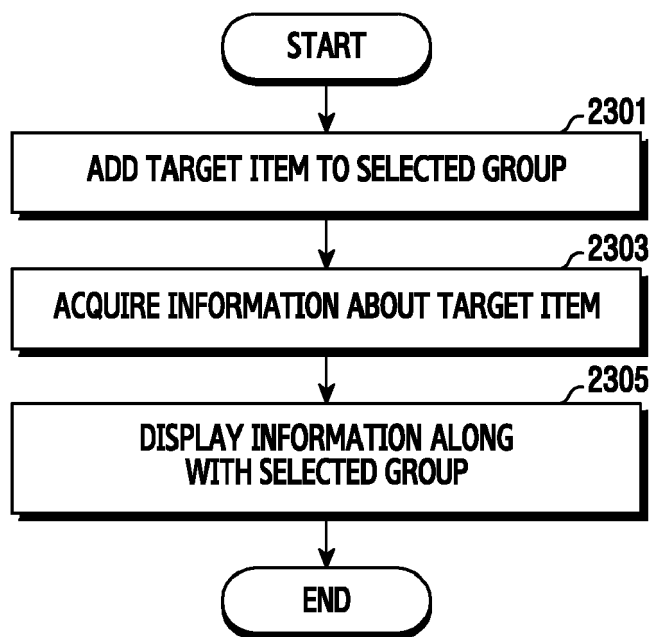 START
2301
ADD TARGET ITEM TO SELECTED GROUP
2303
ACQUIRE INFORMATION ABOUT TARGET ITEM
2305
DISPLAY INFORMATION ALONG
WITH SELECTED GROUP
END